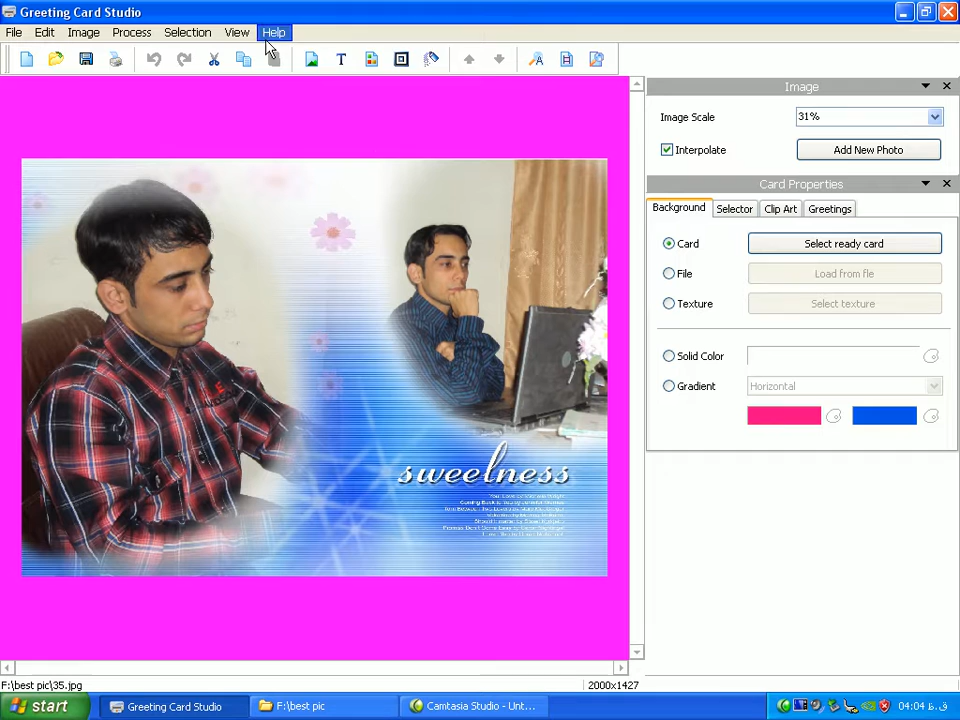 Greeting Card Studio
File Edit Image Process Selection View Help
Image
Image Scale 31%
Interpolate Add New Photo
Card Properties
Background Selector Clip Art Greetings
Card Select ready card
File Load from file
Texture Select texture
Solid Color
Gradient Horizontal
sweetness
F:\best pic\35.jpg 2000x1427
start Greeting Card Studio F:\best pic Camtasia Studio - Unt... 04:04 ق.ظ